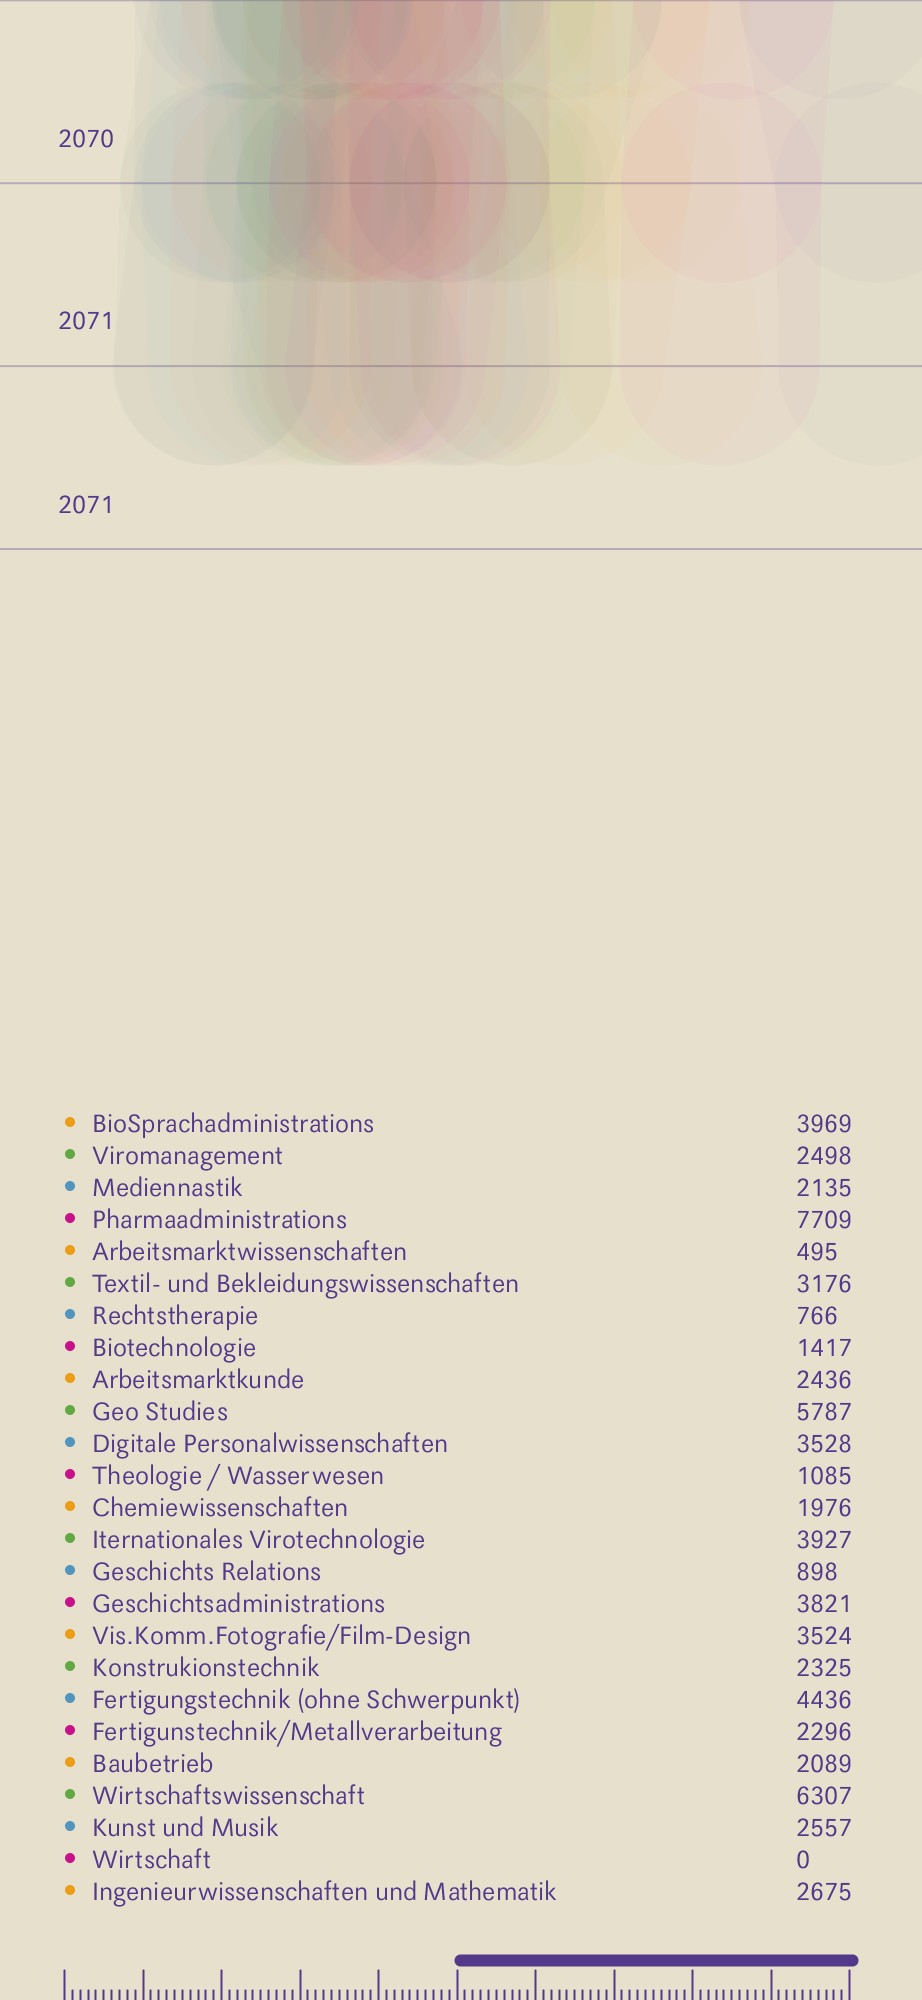 2070
2071
2071
BioSprachadministrations 3969
Viromanagement 2498
Mediennastik 2135
Pharmaadministrations 7709
Arbeitsmarktwissenschaften 495
Textil- und Bekleidungswissenschaften 3176
Rechtstherapie 766
Biotechnologie 1417
Arbeitsmarktkunde 2436
Geo Studies 5787
Digitale Personalwissenschaften 3528
Theologie / Wasserwesen 1085
Chemiewissenschaften 1976
Iternationales Virotechnologie 3927
Geschichts Relations 898
Geschichtsadministrations 3821
Vis.Komm.Fotografie/Film-Design 3524
Konstrukionstechnik 2325
Fertigungstechnik (ohne Schwerpunkt) 4436
Fertigunstechnik/Metallverarbeitung 2296
Baubetrieb 2089
Wirtschaftswissenschaft 6307
Kunst und Musik 2557
Wirtschaft 0
Ingenieurwissenschaften und Mathematik 2675